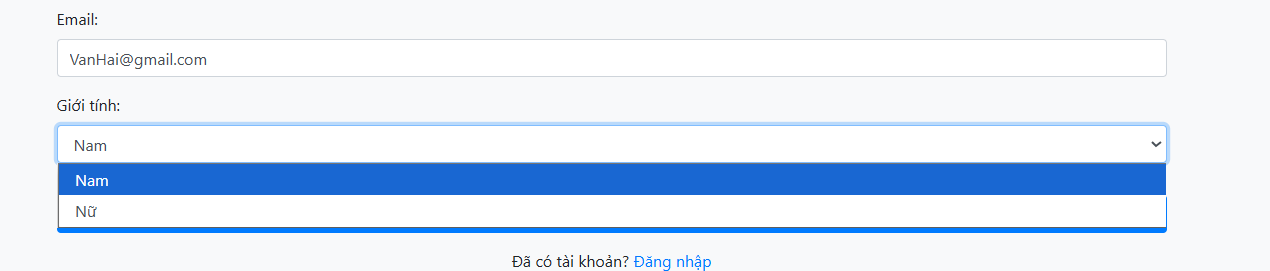 Email:
VanHai@gmail.com
Giới tính:
Nam
Nam
Nữ
Đã có tài khoản? Đăng nhập